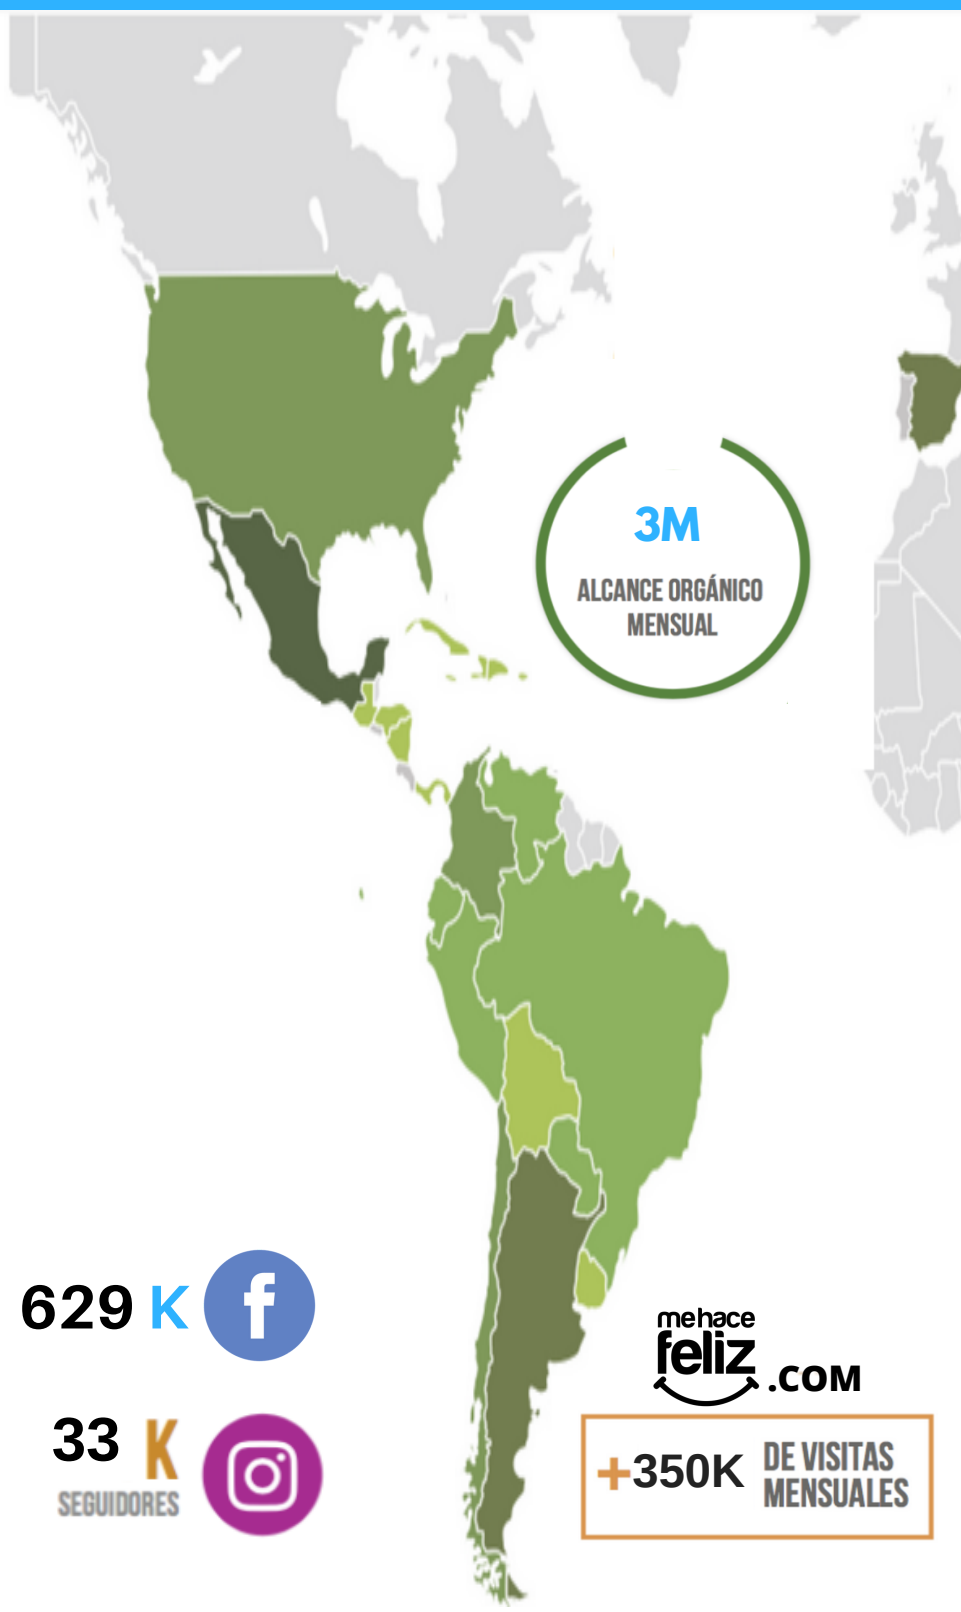 3M
ALCANCE ORGÁNICO
MENSUAL
629 K f
33 K
SEGUIDORES
mehace
feliz
.COM
+350K DE VISITAS
MENSUALES